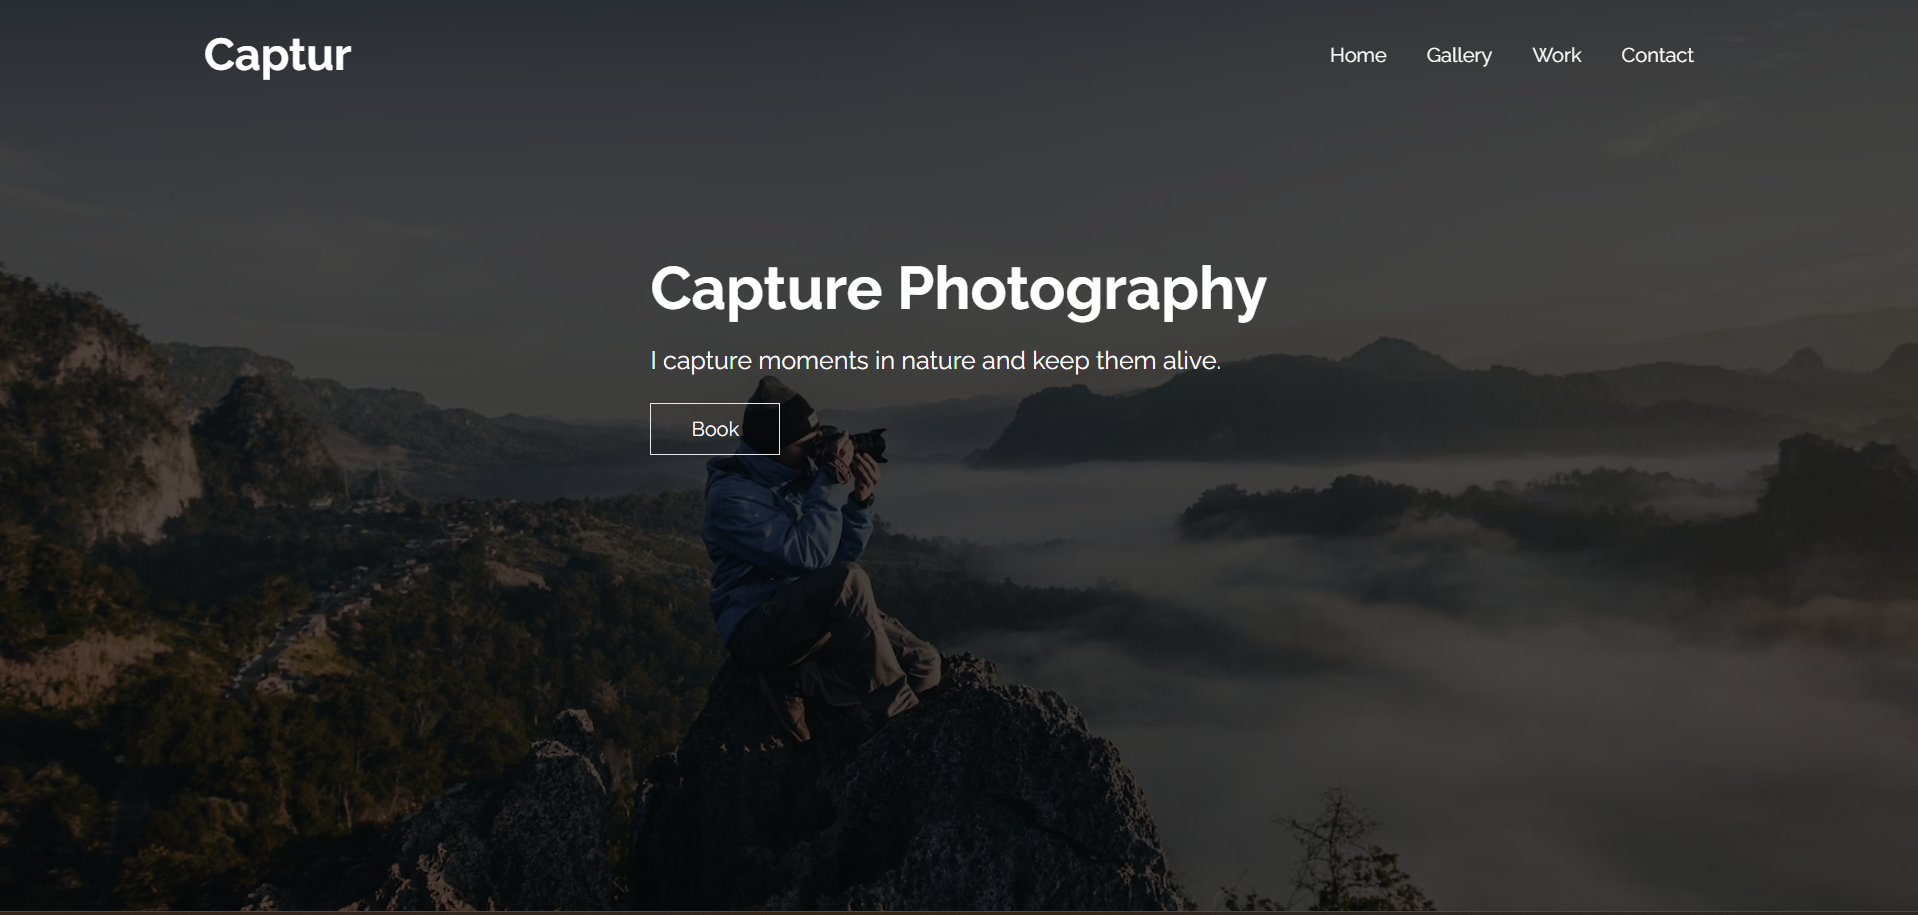 Captur
Home Gallery Work Contact
Capture Photography
I capture moments in nature and keep them alive.
Book